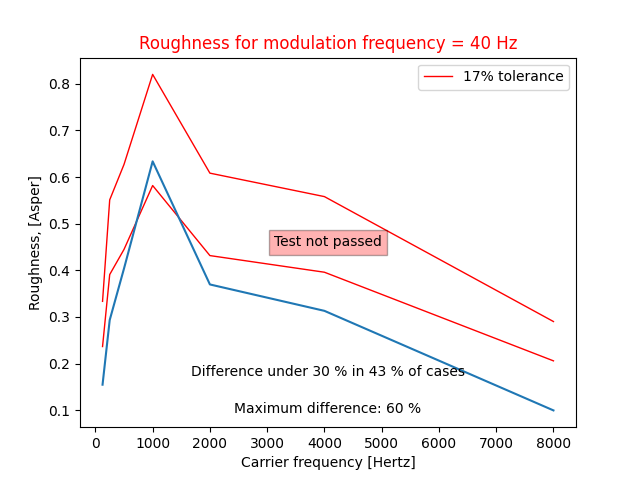 Roughness for modulation frequency = 40 Hz
17% tolerance
Roughness, [Asper]
0.8
0.7
0.6
0.5
0.4
0.3
0.2
0.1
Test not passed
Difference under 30 % in 43 % of cases
Maximum difference: 60 %
0 1000 2000 3000 4000 5000 6000 7000 8000
Carrier frequency [Hertz]